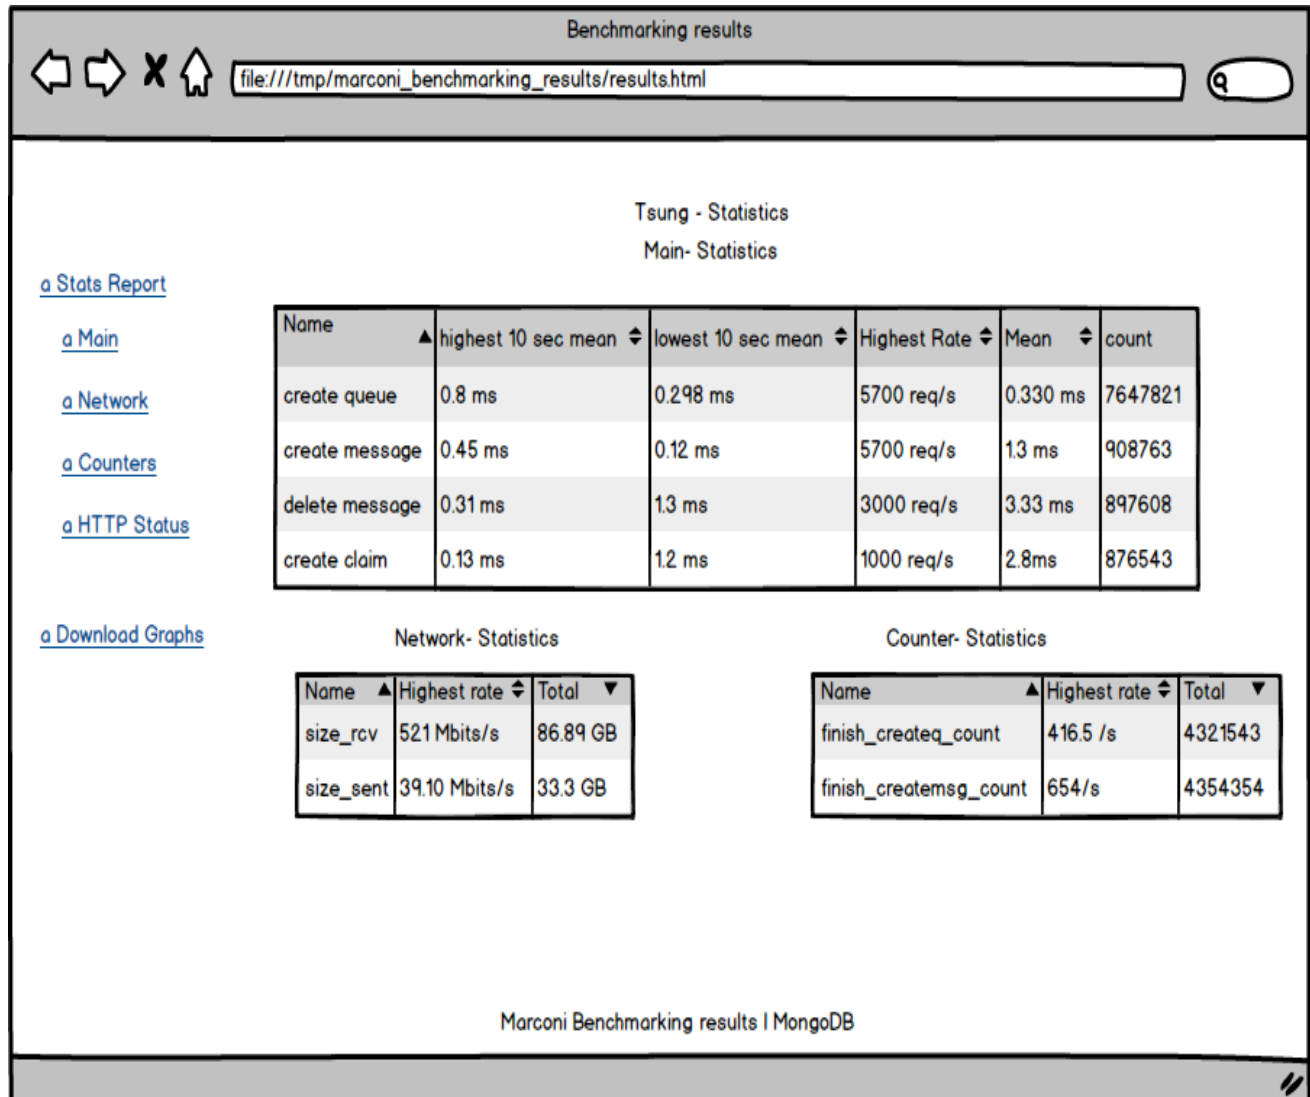 Benchmarking results
file:///tmp/marconi_benchmarking_results/results.html
Tsung - Statistics
Main- Statistics
a Stats Report
a Main
a Network
a Counters
a HTTP Status
a Download Graphs
Name highest 10 sec mean lowest 10 sec mean Highest Rate Mean count
create queue 0.8 ms 0.298 ms 5700 req/s 0.330 ms 7647821
create message 0.45 ms 0.12 ms 5700 req/s 1.3 ms 908763
delete message 0.31 ms 1.3 ms 3000 req/s 3.33 ms 897608
create claim 0.13 ms 1.2 ms 1000 req/s 2.8ms 876543
Network- Statistics
Name Highest rate Total
size_rcv 521 Mbits/s 86.89 GB
size_sent 39.10 Mbits/s 33.3 GB
Counter- Statistics
Name Highest rate Total
finish_createq_count 416.5 /s 4321543
finish_createmsg_count 654/s 4354354
Marconi Benchmarking results | MongoDB